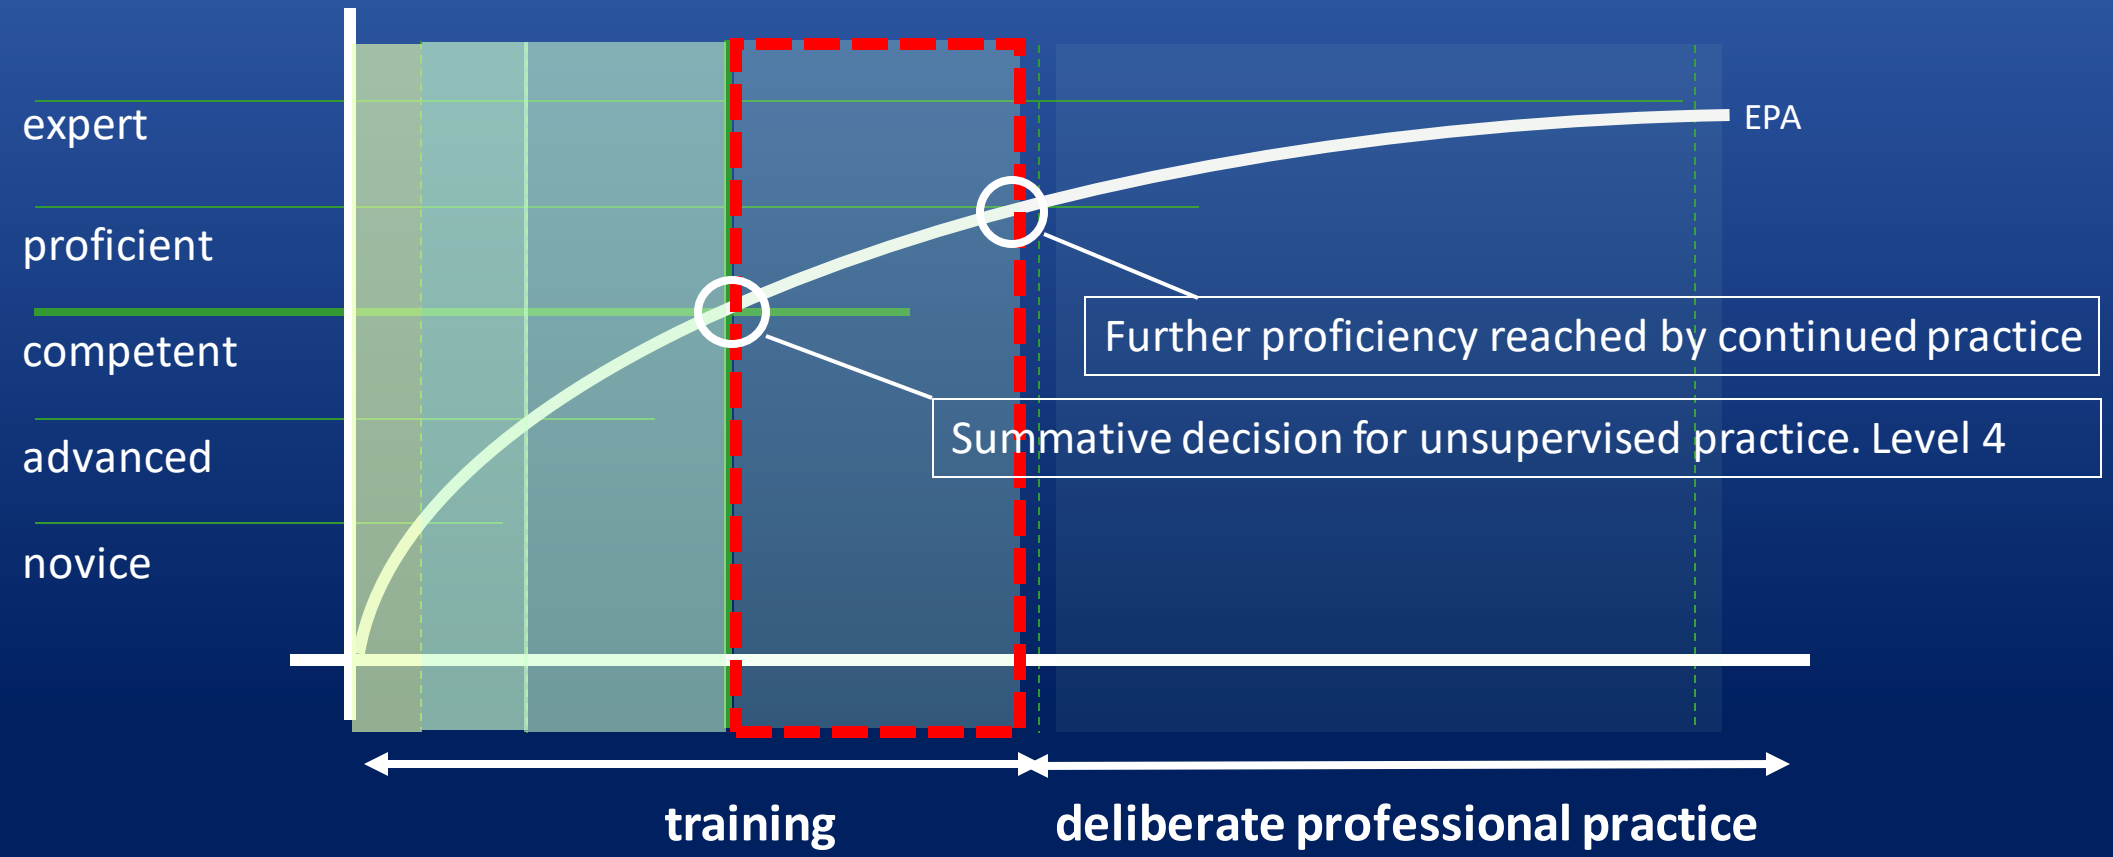 expert
EPA
proficient
Further proficiency reached by continued practice
competent
Summative decision for unsupervised practice. Level 4
advanced
novice
training
deliberate professional practice